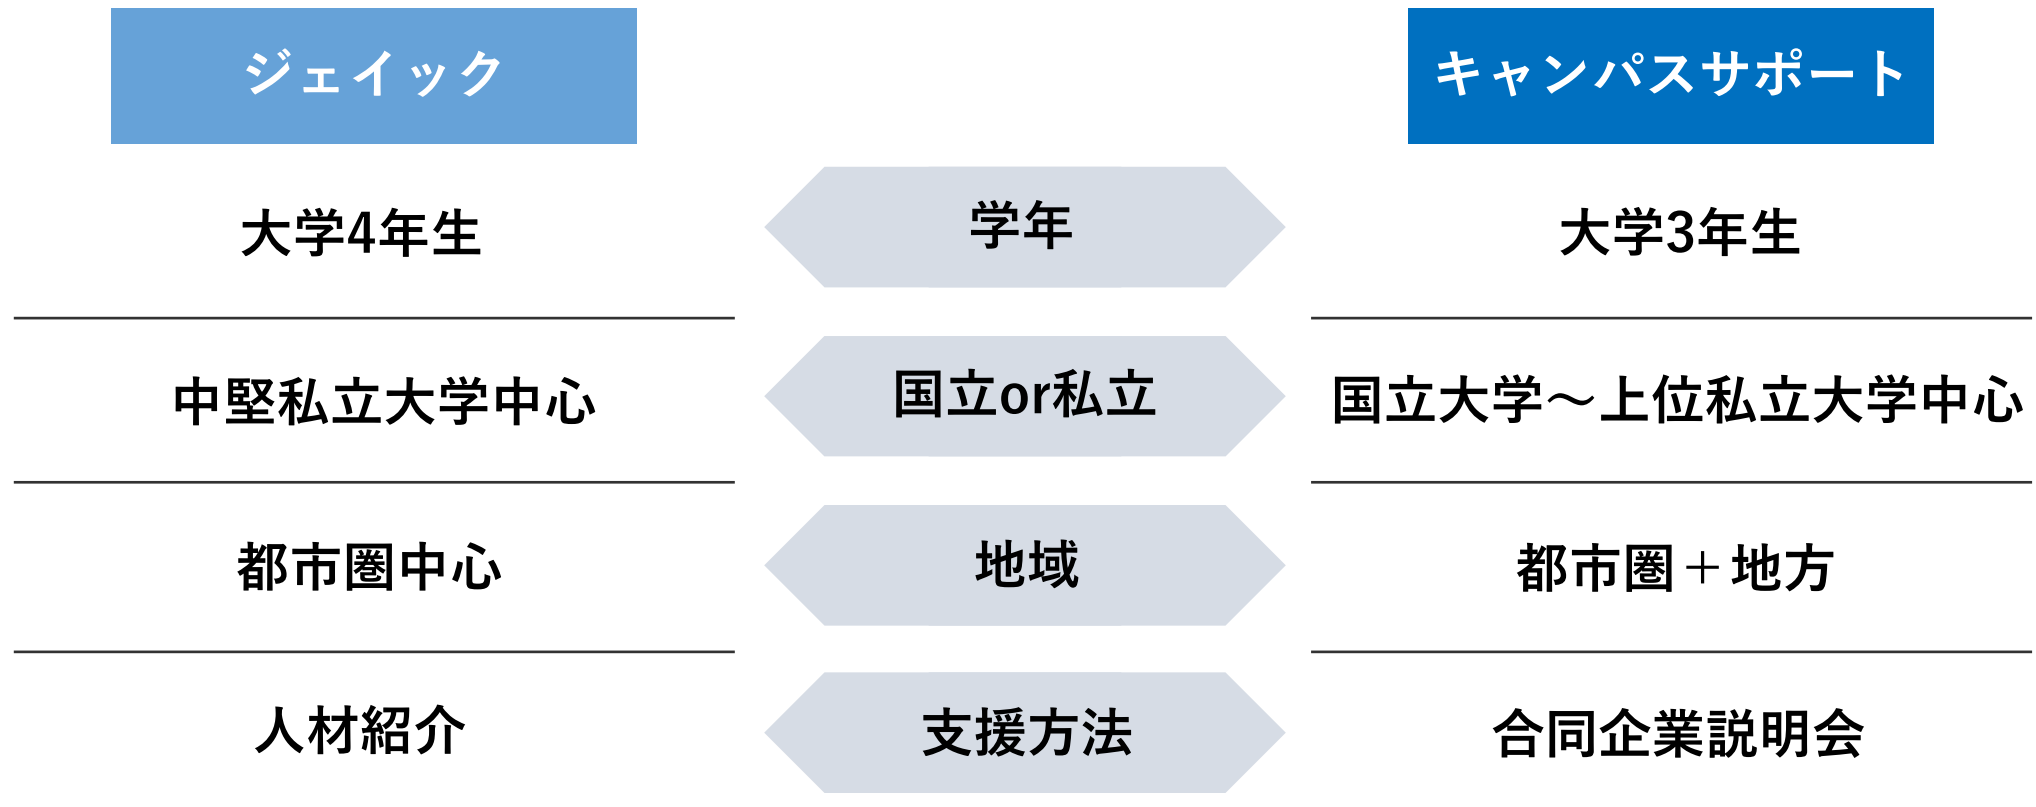 ジェイック
キャンパスサポート
大学4年生
学年
大学3年生
中堅私立大学中心
国立or私立
国立大学～上位私立大学中心
都市圏中心
地域
都市圏＋地方
人材紹介
支援方法
合同企業説明会